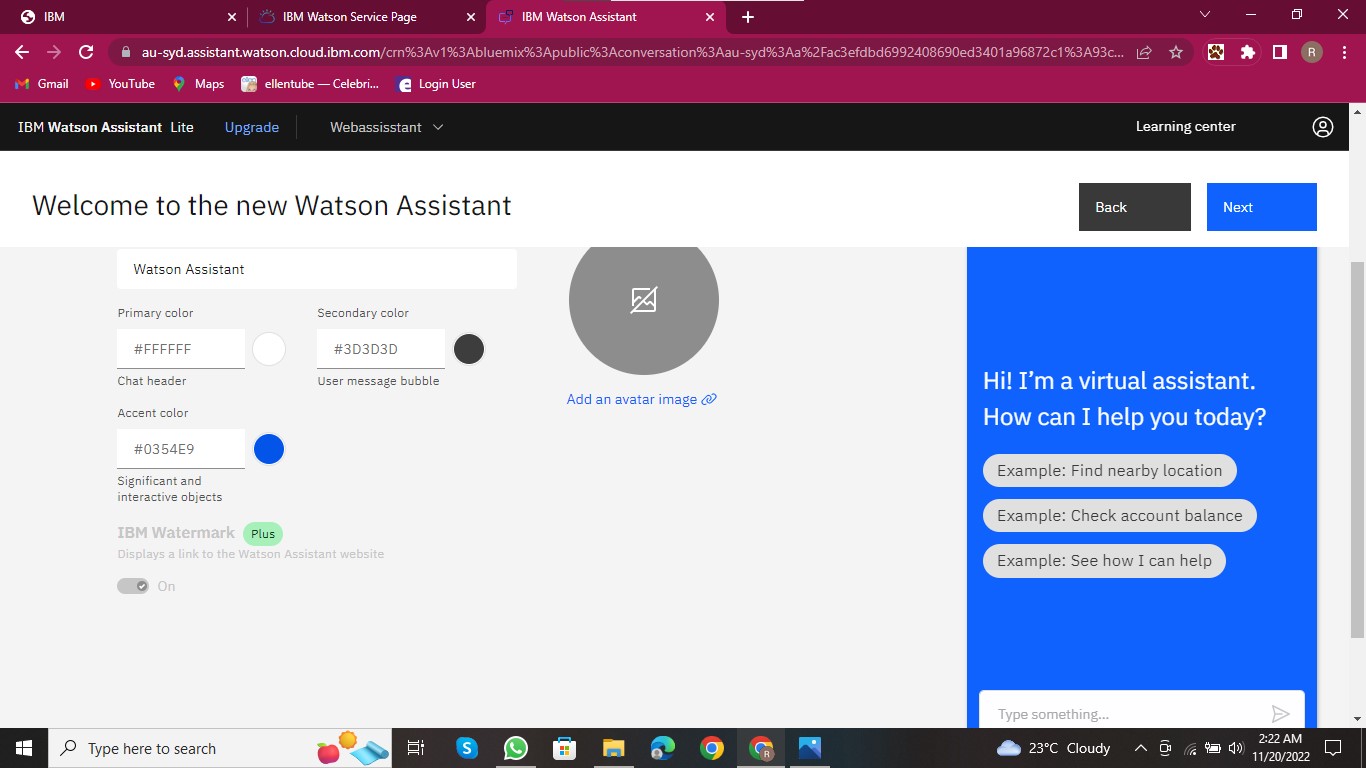 IBM
IBM Watson Service Page
IBM Watson Assistant
au-syd.assistant.watson.cloud.ibm.com/crn%3Av1%3Abluemix%3Apublic%3Aconversation%3Aau-syd%3Aa%2Fac3efdbd6992408690ed3401a96872c1%3A93c...
R
Gmail
YouTube
Maps
ellentube — Celebri...
Login User
IBM Watson Assistant Lite
Upgrade
Webassisstant
Learning center
Welcome to the new Watson Assistant
Back
Next
Watson Assistant
Primary color
Secondary color
#FFFFFF
#3D3D3D
Chat header
User message bubble
Accent color
#0354E9
Significant and
interactive objects
IBM Watermark Plus
Displays a link to the Watson Assistant website
On
Add an avatar image
Hi! I'm a virtual assistant.
How can I help you today?
Example: Find nearby location
Example: Check account balance
Example: See how I can help
Type something...
Type here to search
23°C Cloudy
2:22 AM
11/20/2022